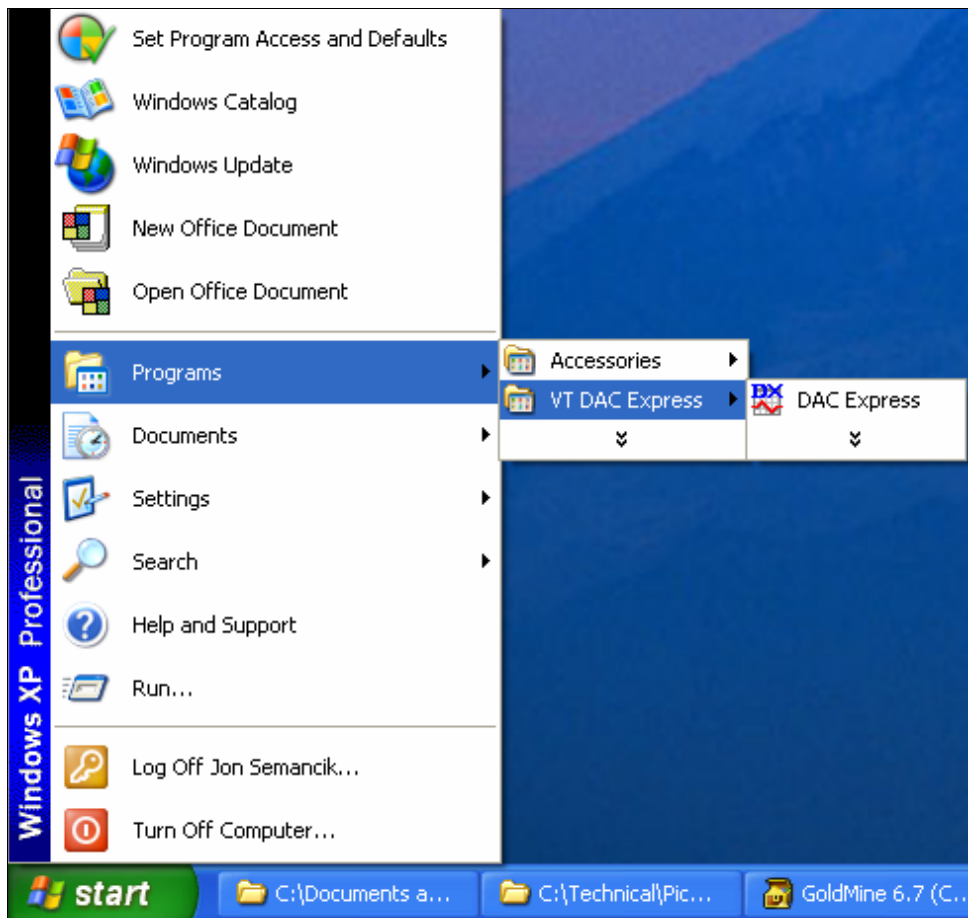 Set Program Access and Defaults
Windows Catalog
Windows Update
New Office Document
Open Office Document
Programs
Accessories
VT DAC Express
DX DAC Express
Documents
Settings
Search
Help and Support
Run...
Log Off Jon Semancik...
Turn Off Computer...
Windows XP Professional
start
C:\Documents a...
C:\Technical\Pic...
GoldMine 6.7 (C...